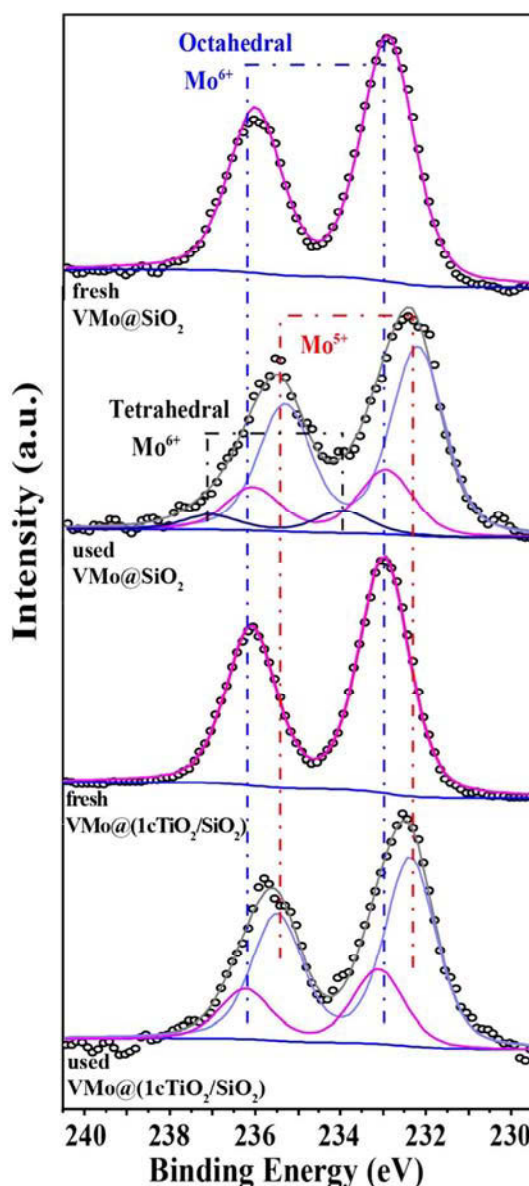 Octahedral
Mo⁶⁺
fresh
VMo@SiO₂
Mo⁵⁺
Tetrahedral
Mo⁶⁺
used
VMo@SiO₂
fresh
VMo@(1cTiO₂/SiO₂)
used
VMo@(1cTiO₂/SiO₂)
Intensity (a.u.)
240 238 236 234 232 230
Binding Energy (eV)